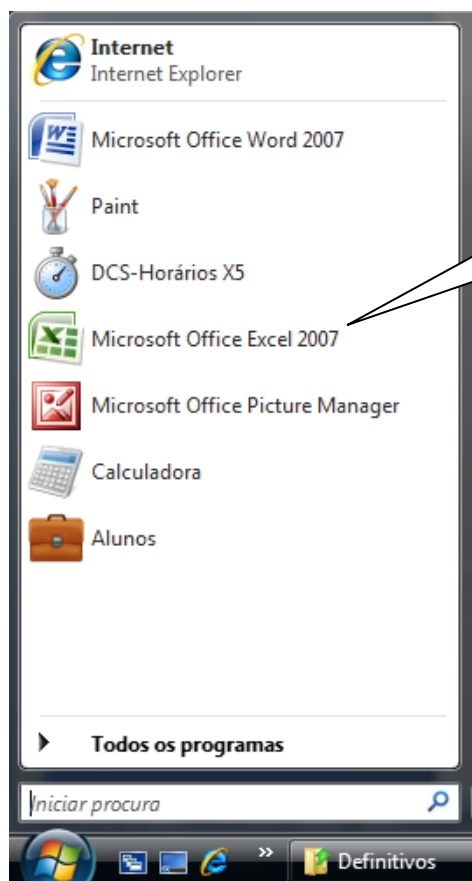 Internet
Internet Explorer
Microsoft Office Word 2007
Paint
DCS-Horários X5
Microsoft Office Excel 2007
Microsoft Office Picture Manager
Calculadora
Alunos
Todos os programas
Iniciar procura
Definitivos